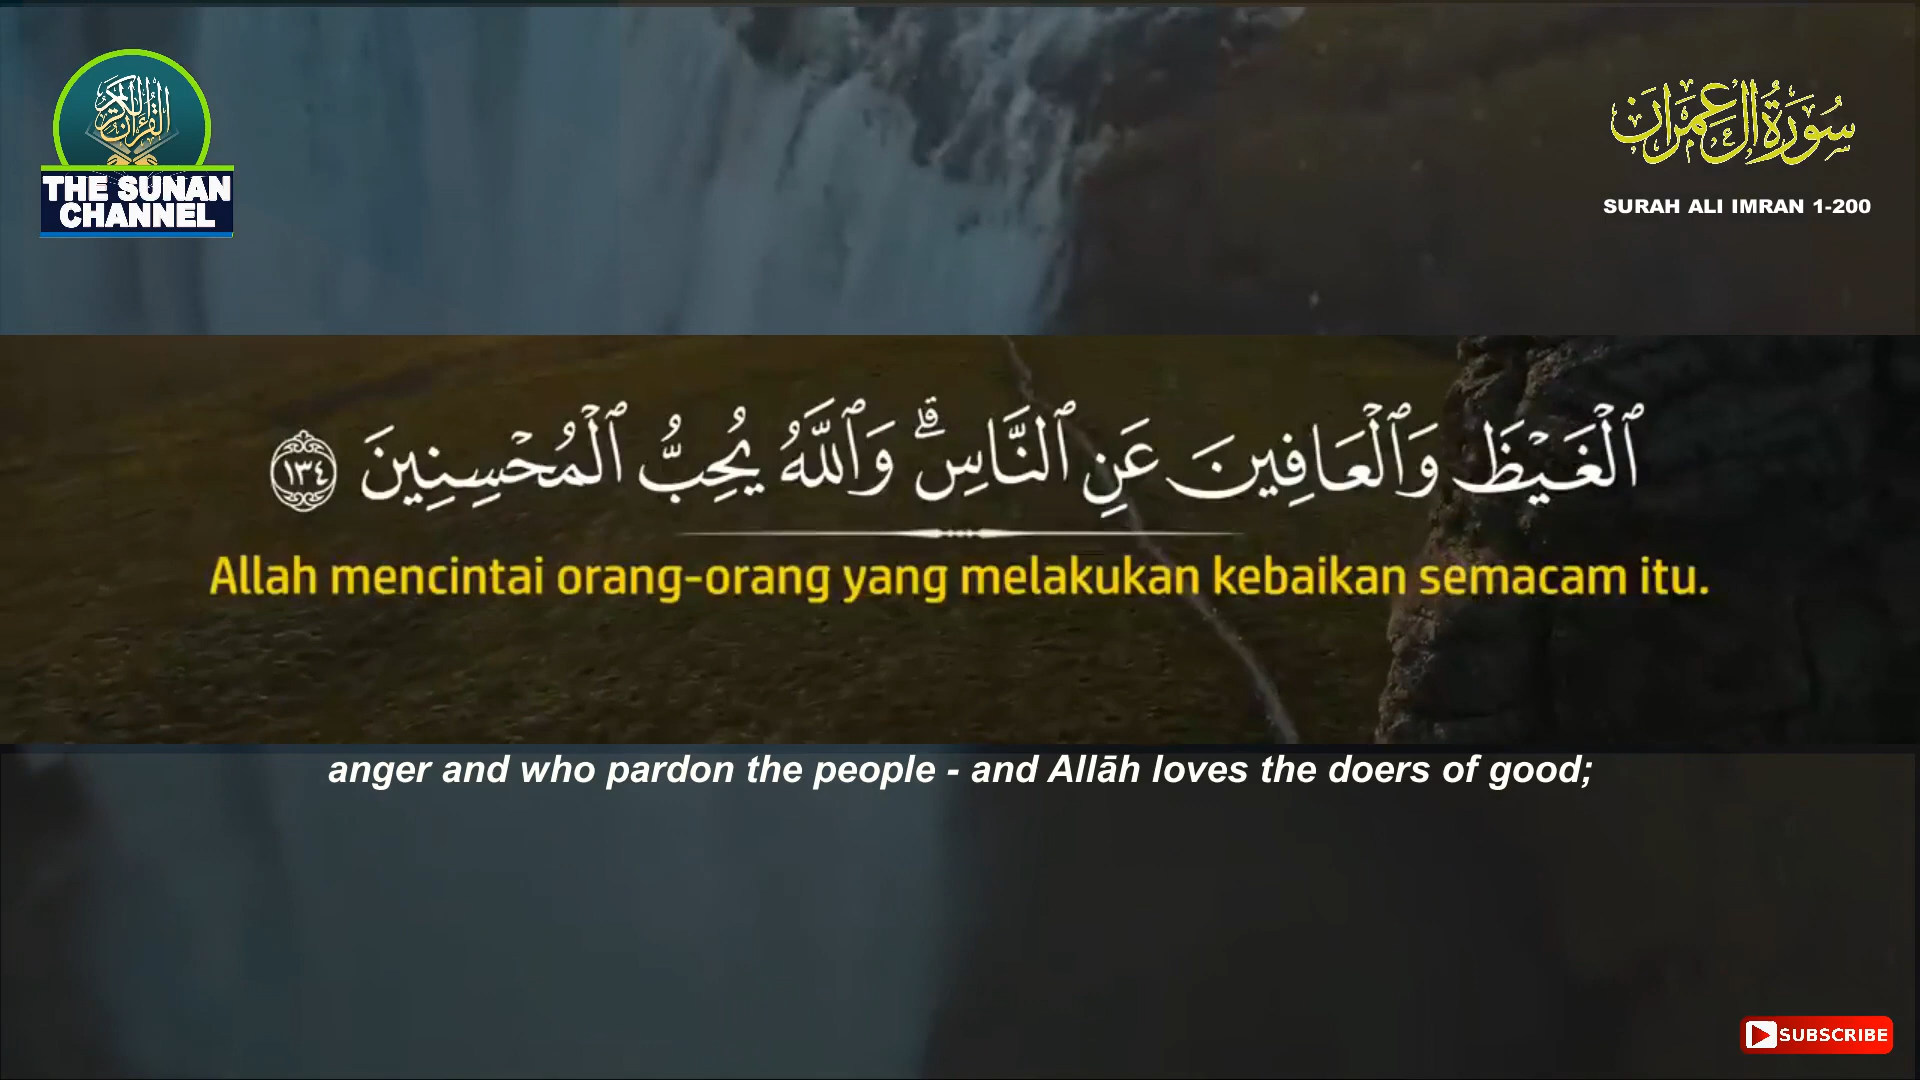 القرآن الكريم
THE SUNAN
CHANNEL
سُورَةُ آلِ عِمْرَان
SURAH ALI IMRAN 1-200
ٱلْغَيْظَ وَٱلْعَافِينَ عَنِ ٱلنَّاسِ ۗ وَٱللَّهُ يُحِبُّ ٱلْمُحْسِنِينَ ١٣٤
Allah mencintai orang-orang yang melakukan kebaikan semacam itu.
anger and who pardon the people - and Allāh loves the doers of good;
SUBSCRIBE